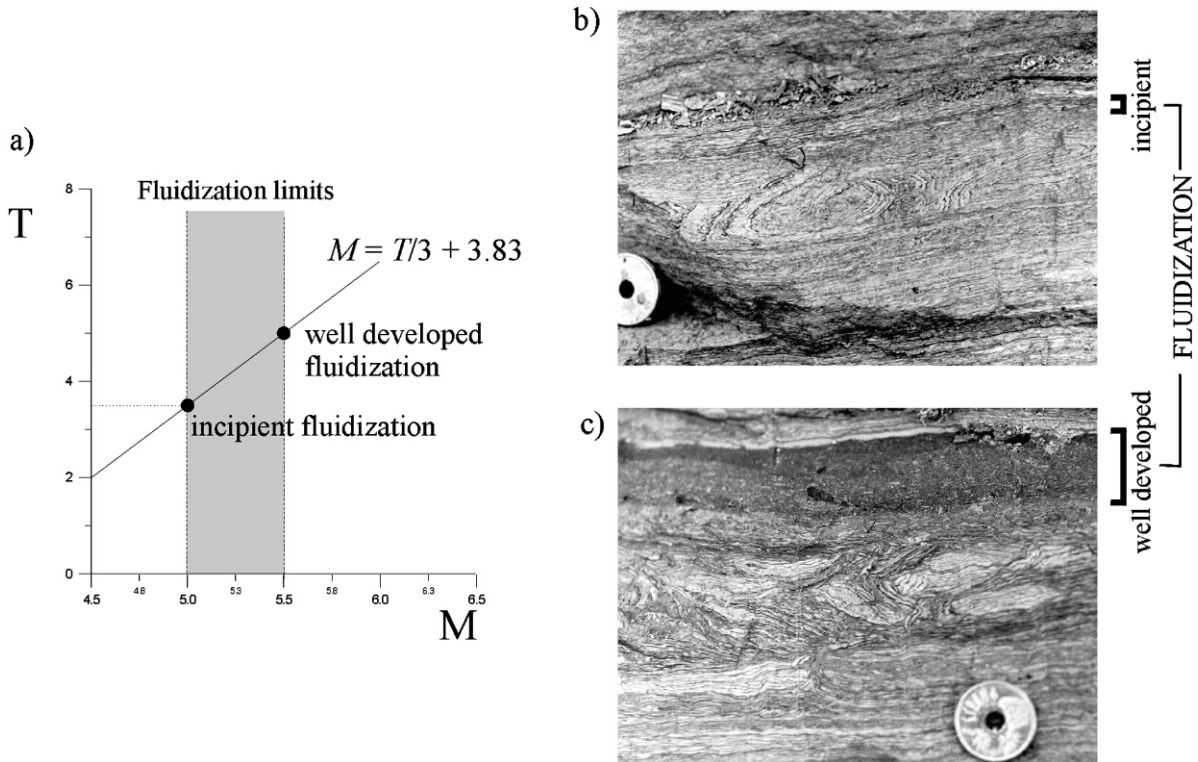 a)
T
8
6
4
2
0
Fluidization limits
M = T/3 + 3.83
well developed
fluidization
incipient fluidization
4.5
4.8
5.0
5.3
5.5
5.8
6.0
6.3
6.5
M
b)
incipient
c)
well developed
FLUIDIZATION